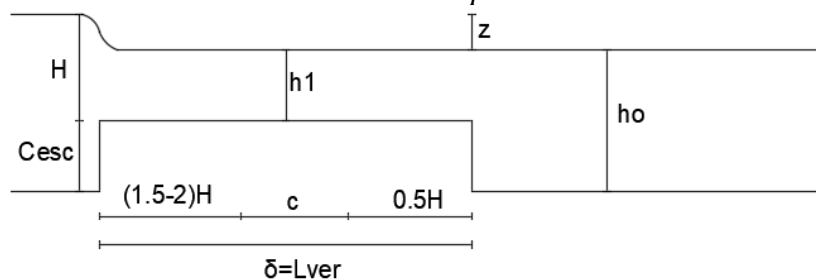 z
H
h1
ho
Cesc
(1.5-2)H
c
0.5H
δ=Lver